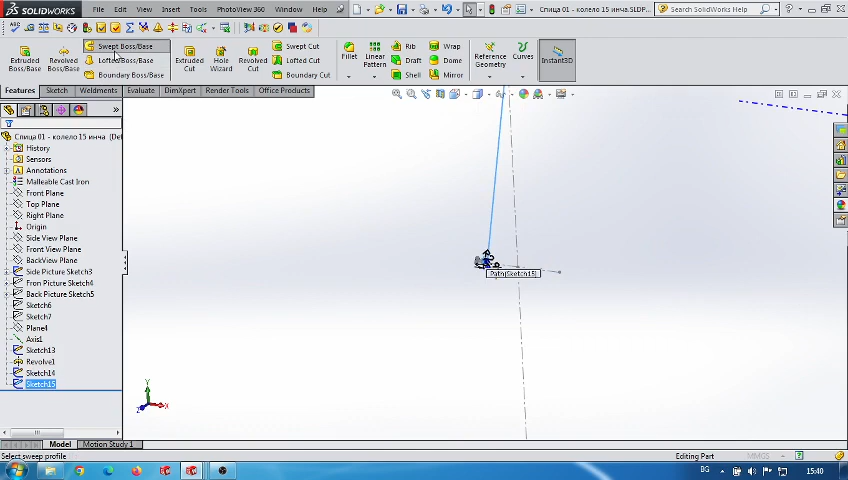 SOLIDWORKS
File Edit View Insert Tools PhotoView 360 Window Help
Спица 01 - колело 15 инча.SLDP
Search Knowledge Base
Extruded Boss/Base
Revolved Boss/Base
Swept Boss/Base
Lofted Boss/Base
Boundary Boss/Base
Extruded Cut
Hole Wizard
Revolved Cut
Swept Cut
Lofted Cut
Boundary Cut
Fillet
Linear Pattern
Rib
Draft
Shell
Wrap
Dome
Mirror
Reference Geometry
Curves
Instant3D
Features Sketch Weldments Evaluate DimXpert Render Tools Office Products
Спица 01 - колело 15 инча (Def
History
Sensors
Annotations
Malleable Cast Iron
Front Plane
Top Plane
Right Plane
Origin
Side View Plane
Front View Plane
BackView Plane
Side Picture Sketch3
Fron Picture Sketch4
Back Picture Sketch5
Sketch6
Sketch7
Plane4
Axis1
Sketch13
Revolve1
Sketch14
Sketch15
Path(Sketch15)
Y
X
Z
Model Motion Study 1
Select sweep profile
Editing Part
MMGS
BG
15:40